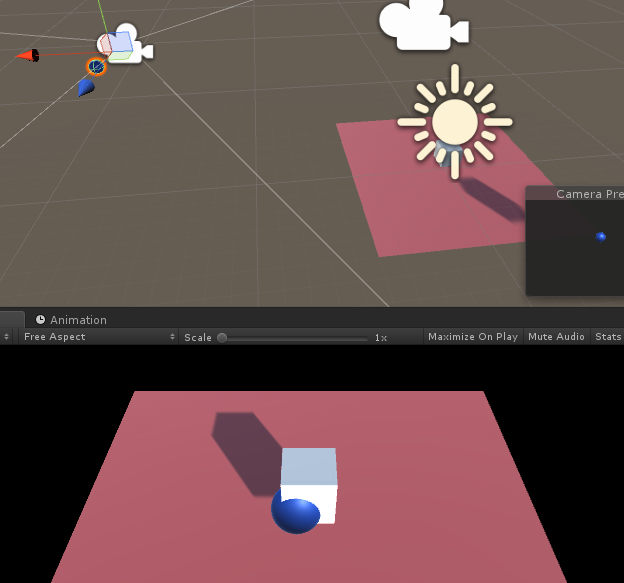 Camera Pre
Animation
Free Aspect Scale 1x Maximize On Play Mute Audio Stats